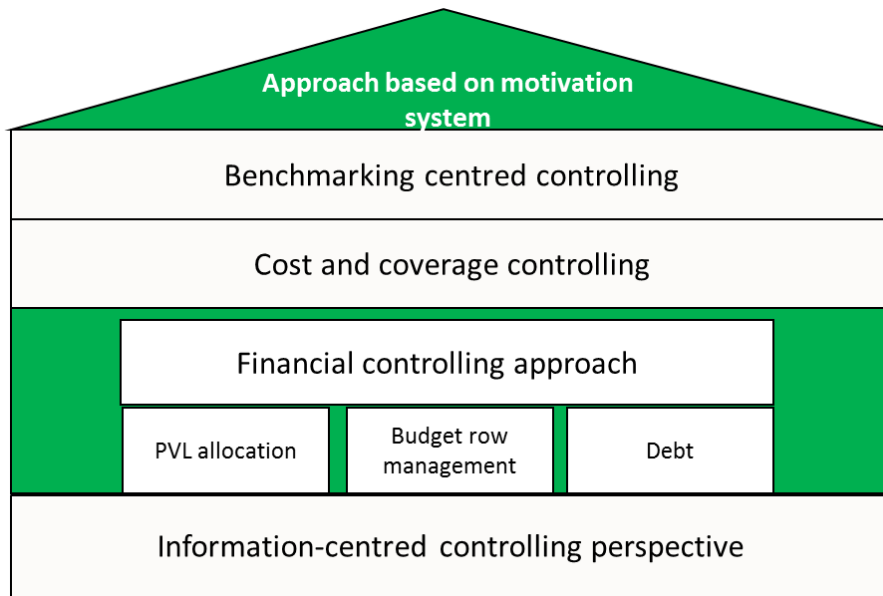 Approach based on motivation
system
Benchmarking centred controlling
Cost and coverage controlling
Financial controlling approach
PVL allocation
Budget row
management
Debt
Information-centred controlling perspective